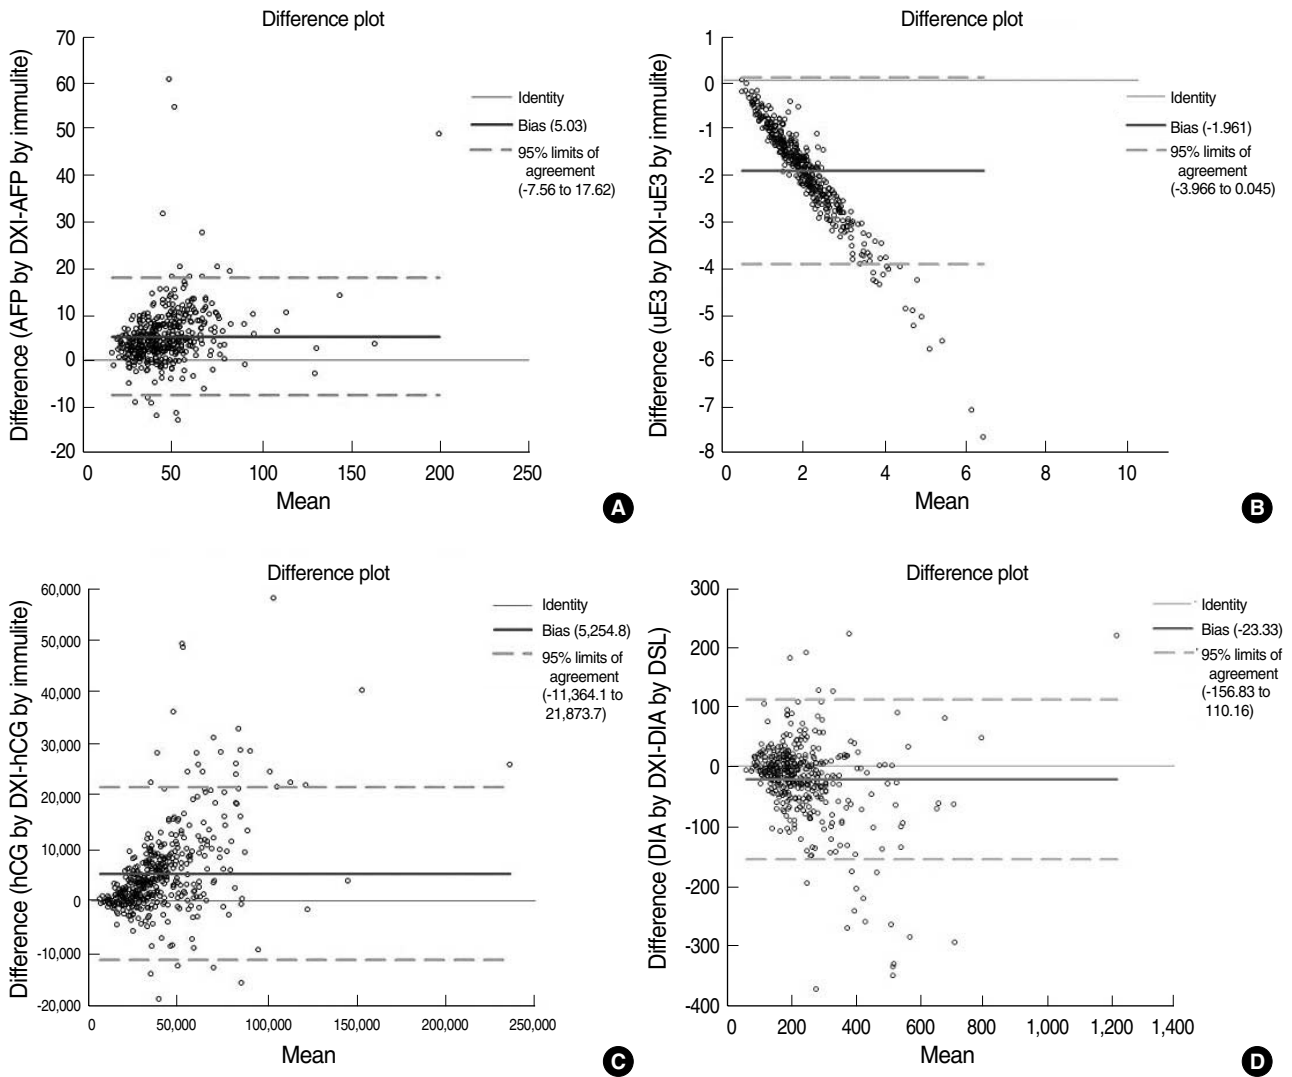 Difference plot
Difference (AFP by DXI-AFP by immulite)
70
60
50
40
30
20
10
0
-10
-20
0
50
100
150
200
250
Mean
Identity
Bias (5.03)
95% limits of
agreement
(-7.56 to 17.62)
A
Difference plot
Difference (uE3 by DXI-uE3 by immulite)
1
0
-1
-2
-3
-4
-5
-6
-7
-8
0
2
4
6
8
10
Mean
Identity
Bias (-1.961)
95% limits of
agreement
(-3.966 to 0.045)
B
Difference plot
Difference (hCG by DXI-hCG by immulite)
60,000
50,000
40,000
30,000
20,000
10,000
0
-10,000
-20,000
0
50,000
100,000
150,000
200,000
250,000
Mean
Identity
Bias (5,254.8)
95% limits of
agreement
(-11,364.1 to
21,873.7)
C
Difference plot
Difference (DIA by DXI-DIA by DSL)
300
200
100
0
-100
-200
-300
-400
0
200
400
600
800
1,000
1,200
1,400
Mean
Identity
Bias (-23.33)
95% limits of
agreement
(-156.83 to
110.16)
D